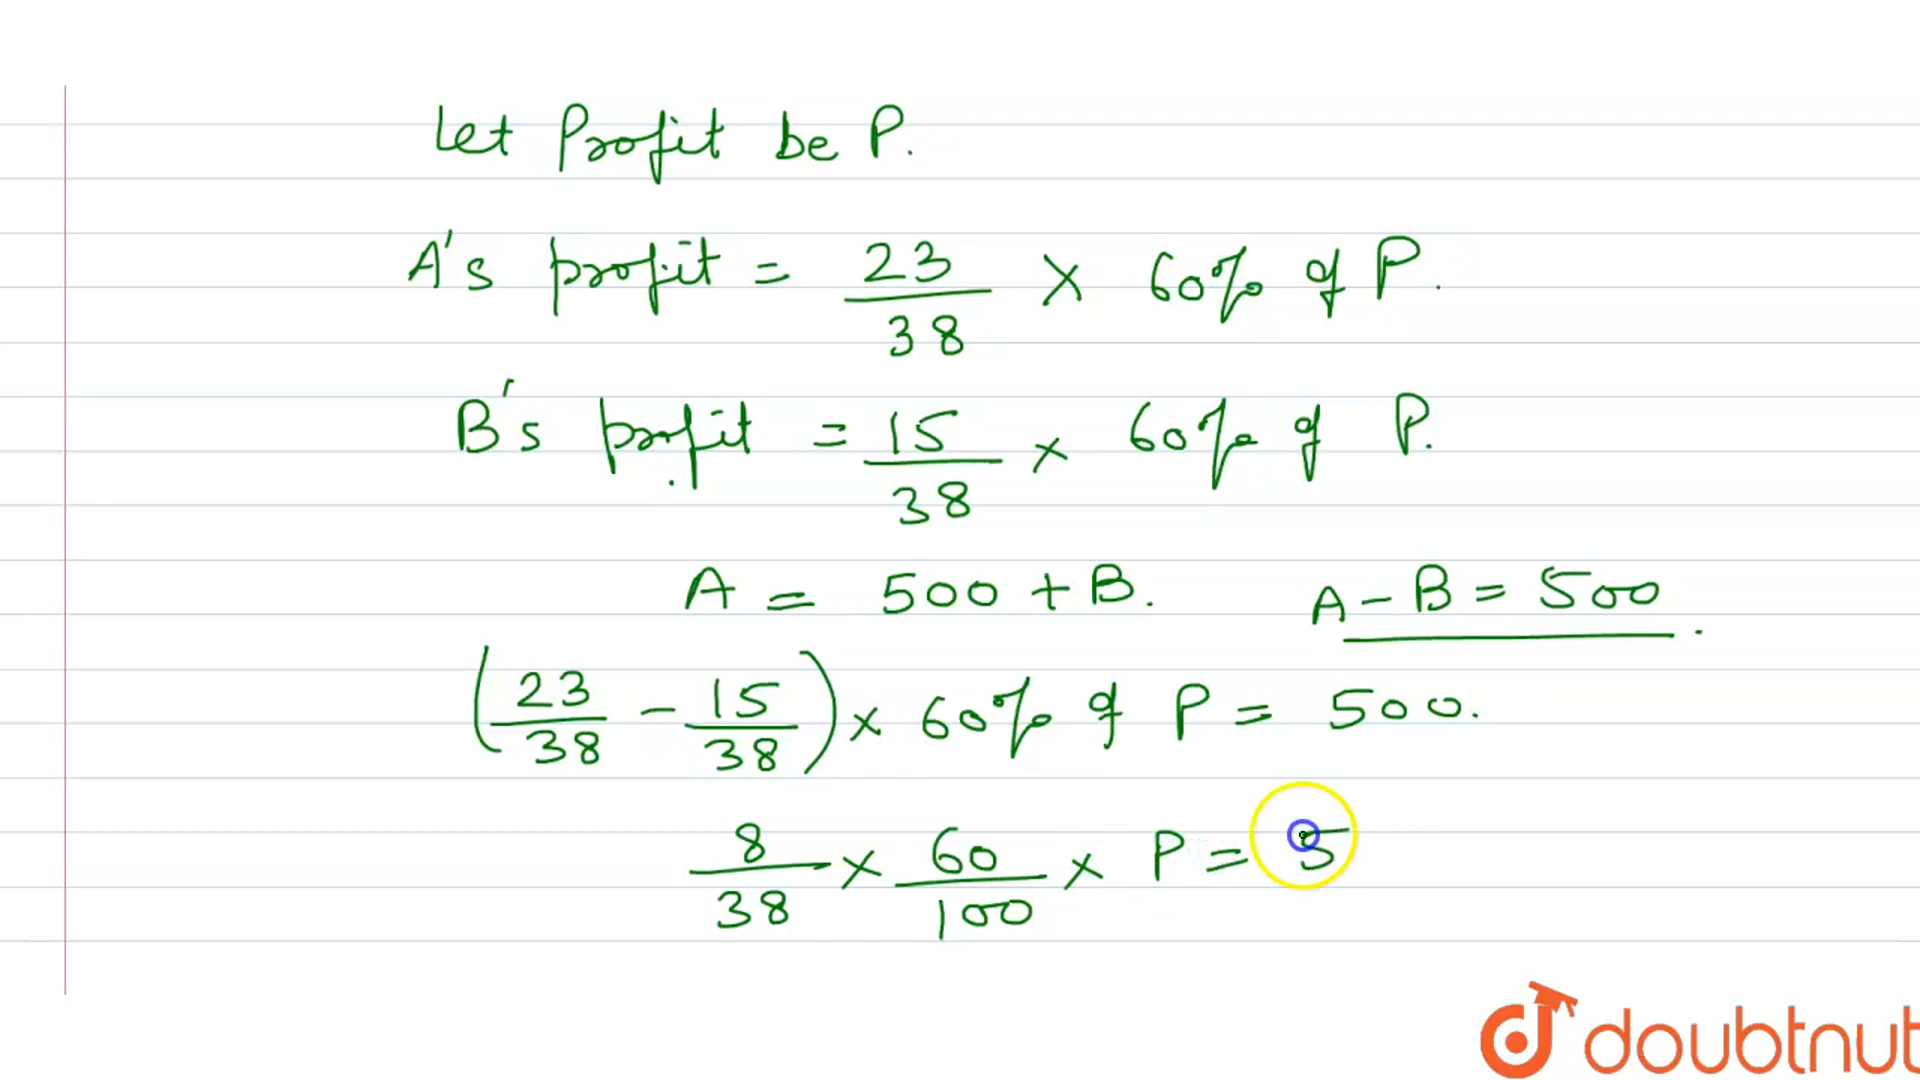 Let Profit be P.
A's profit = 23/38 × 60% of P.
B's profit = 15/38 × 60% of P.
A = 500 + B. A - B = 500.
(23/38 - 15/38) × 60% of P = 500.
8/38 × 60/100 × P = 5
doubtnut